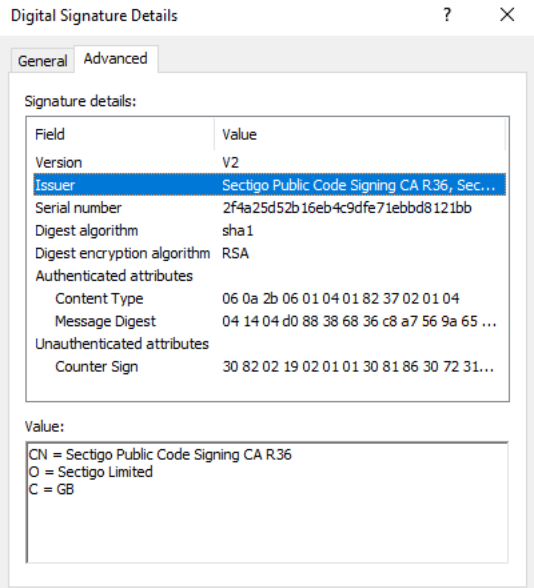 Digital Signature Details ?
General Advanced
Signature details:
Field Value
Version V2
Issuer Sectigo Public Code Signing CA R36, Sec...
Serial number 2f4a25d52b16eb4c9dfe71ebbd8121bb
Digest algorithm sha1
Digest encryption algorithm RSA
Authenticated attributes
Content Type 06 0a 2b 06 01 04 01 82 37 02 01 04
Message Digest 04 14 04 d0 88 38 68 36 c8 a7 56 9a 65 ...
Unauthenticated attributes
Counter Sign 30 82 02 19 02 01 01 30 81 86 30 72 31...
Value:
CN = Sectigo Public Code Signing CA R36
O = Sectigo Limited
C = GB